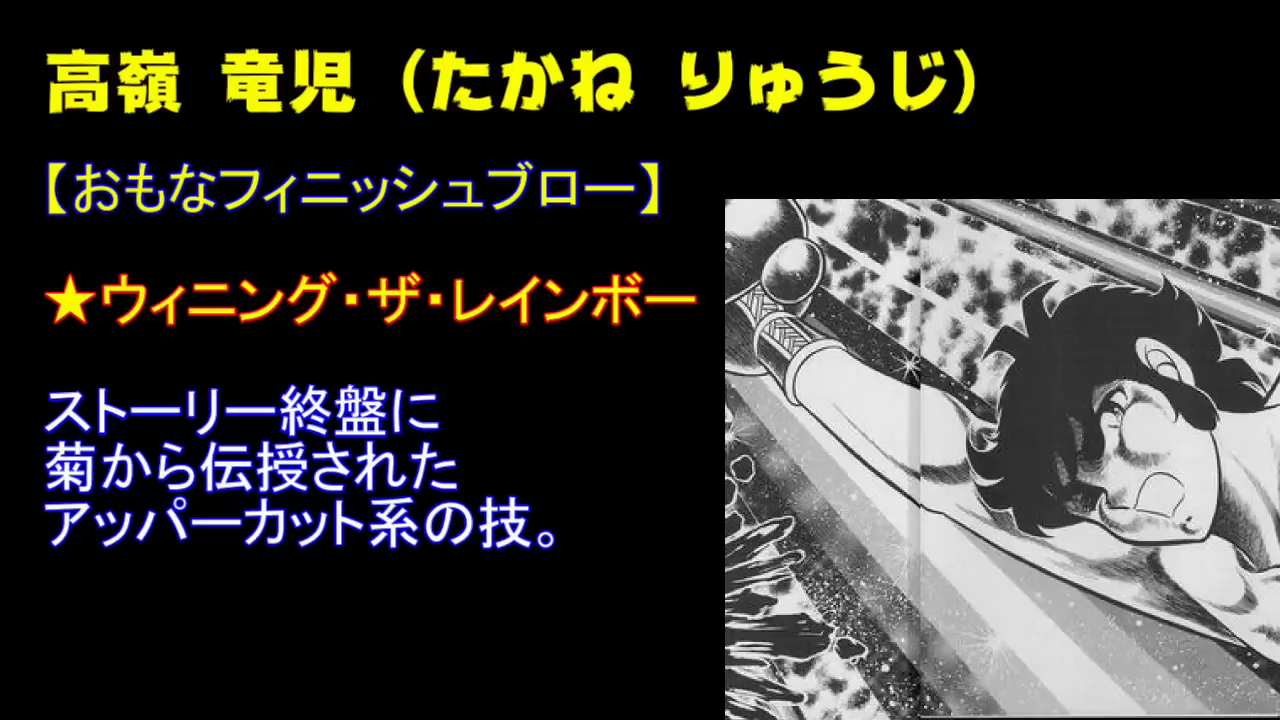 高嶺 竜児（たかね りゅうじ）
【おもなフィニッシュブロー】
★ウィニング・ザ・レインボー
ストーリー終盤に
菊から伝授された
アッパーカット系の技。